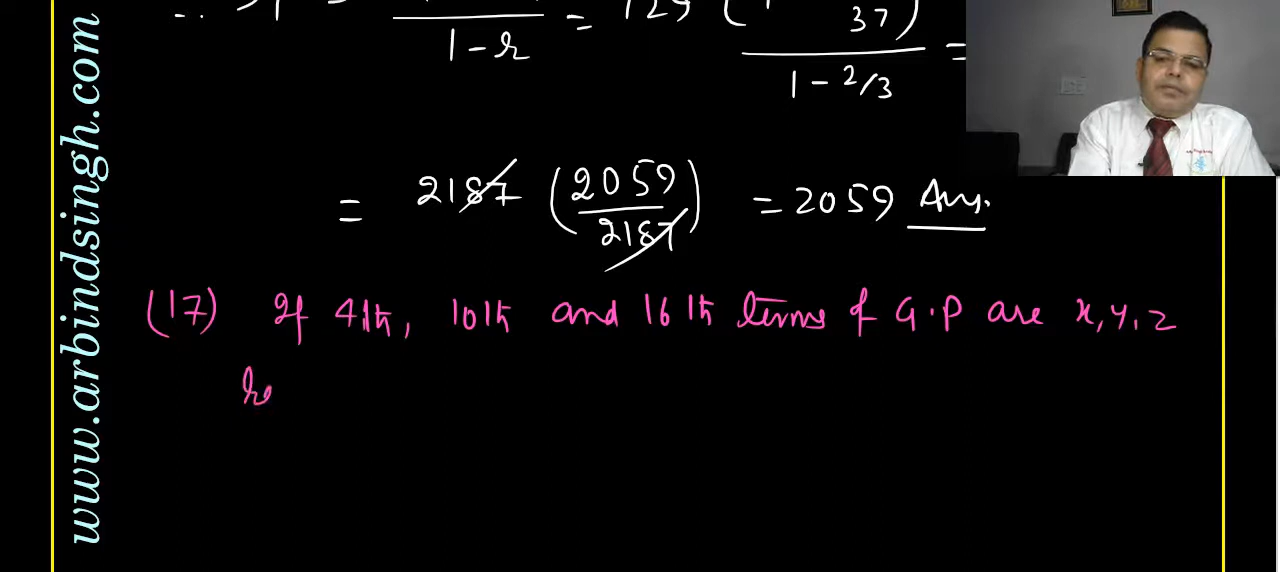 www.arbindsingh.com
37)
1 - r = 729
1 - 2/3 =
= 2187 (2059/2187) = 2059 Ans.
(17) If 4th, 10th and 16th terms of G.P are x, y, z